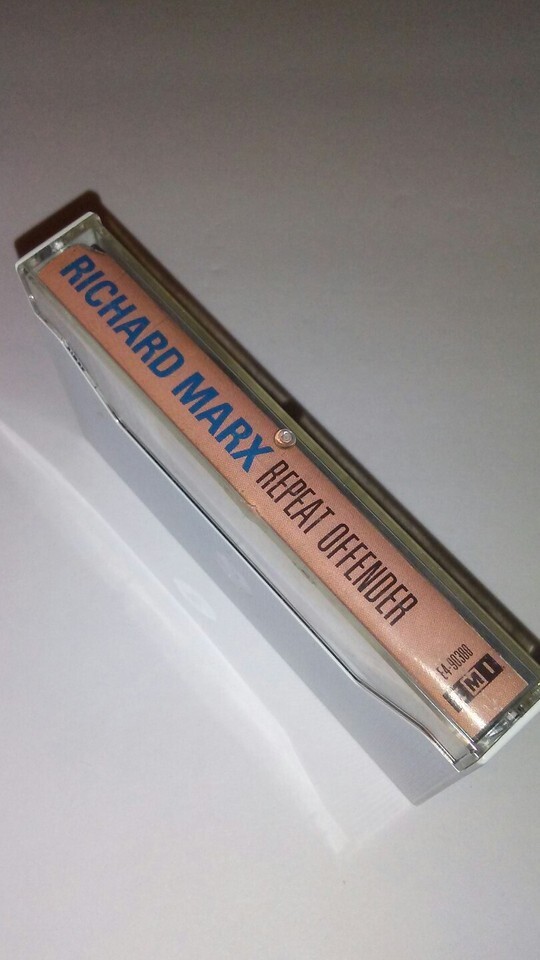 RICHARD MARX REPEAT OFFENDER
E4-90380
EMI